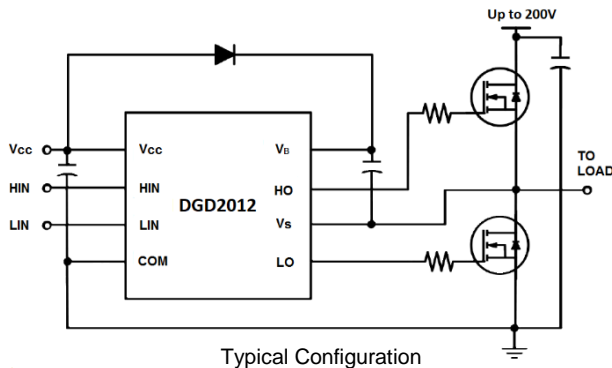 Up to 200V
Vcc
HIN
LIN
Vcc
HIN
LIN
COM
DGD2012
VB
HO
Vs
LO
TO
LOAD
Typical Configuration